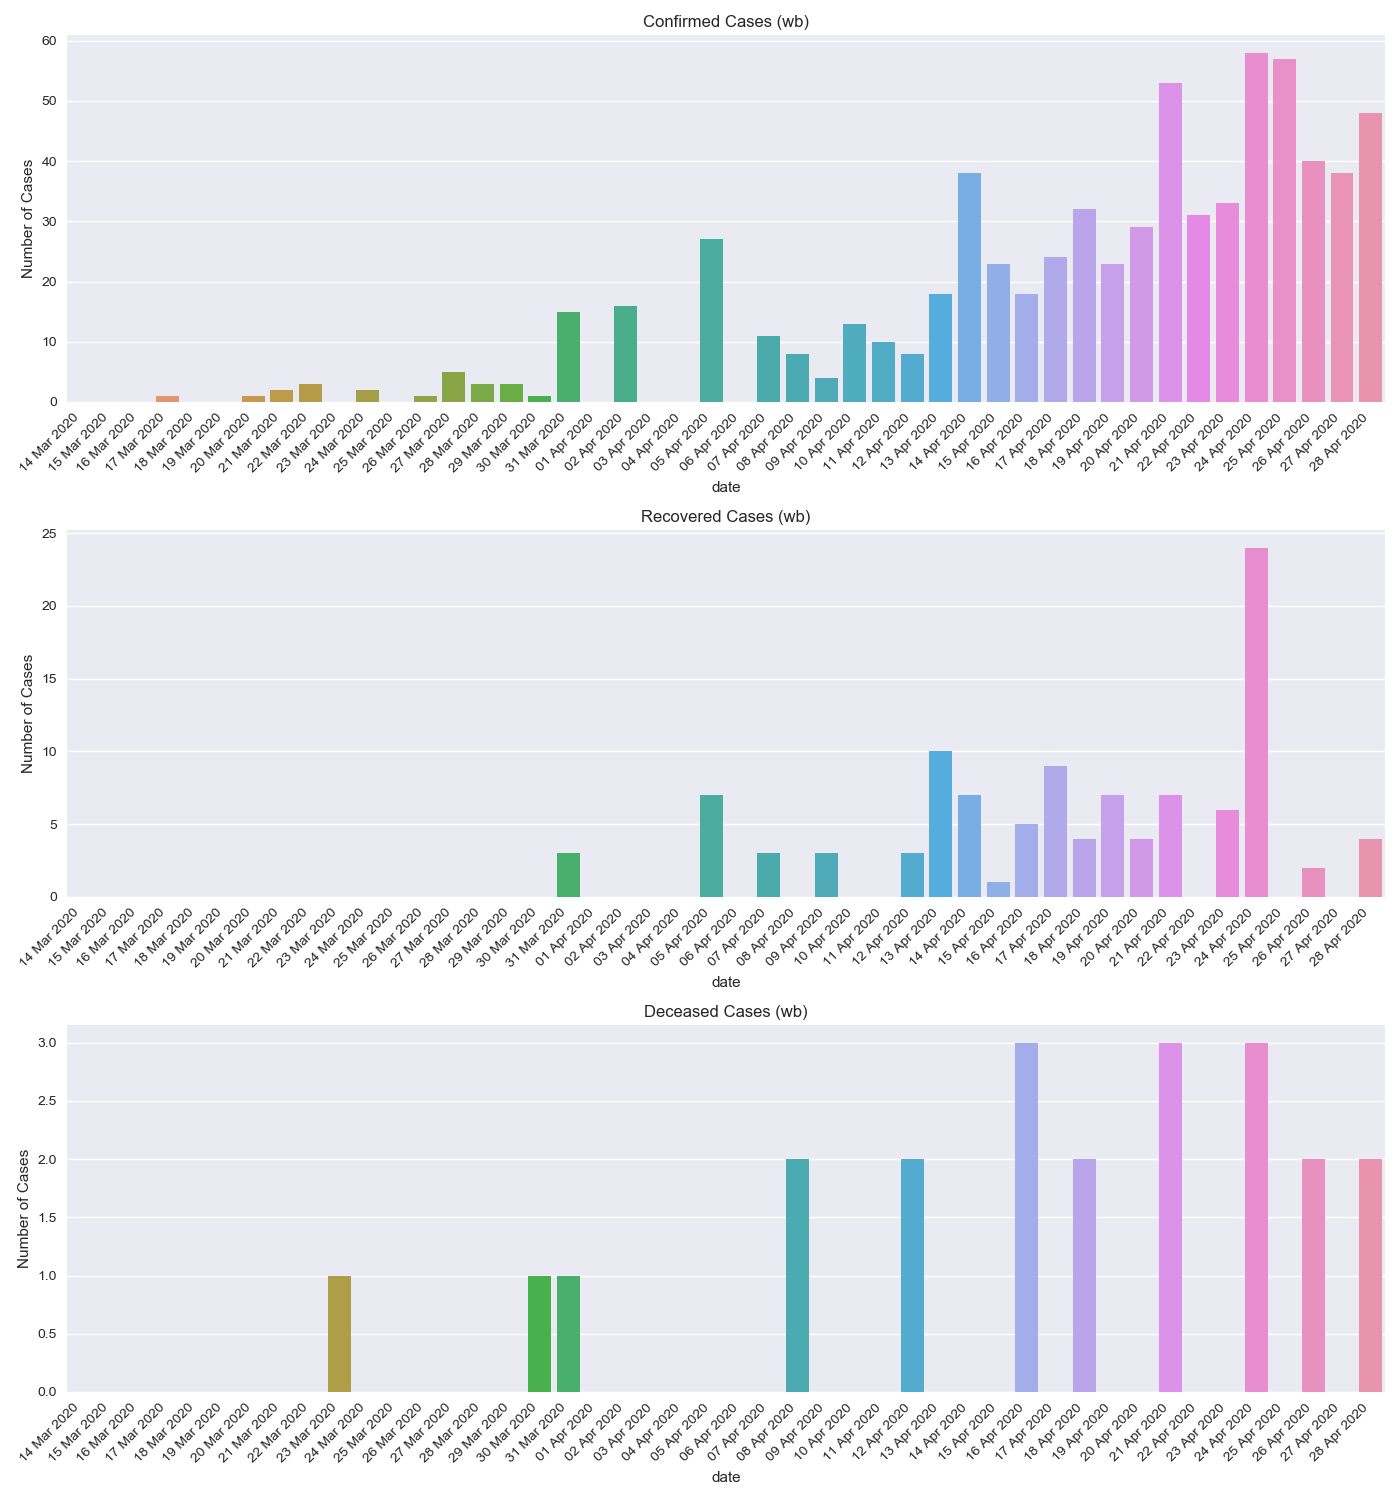 Confirmed Cases (wb)
60
50
40
30
20
10
0
Number of Cases
14 Mar 2020
15 Mar 2020
16 Mar 2020
17 Mar 2020
18 Mar 2020
19 Mar 2020
20 Mar 2020
21 Mar 2020
22 Mar 2020
23 Mar 2020
24 Mar 2020
25 Mar 2020
26 Mar 2020
27 Mar 2020
28 Mar 2020
29 Mar 2020
30 Mar 2020
31 Mar 2020
01 Apr 2020
02 Apr 2020
03 Apr 2020
04 Apr 2020
05 Apr 2020
06 Apr 2020
07 Apr 2020
08 Apr 2020
09 Apr 2020
10 Apr 2020
11 Apr 2020
12 Apr 2020
13 Apr 2020
14 Apr 2020
15 Apr 2020
16 Apr 2020
17 Apr 2020
18 Apr 2020
19 Apr 2020
20 Apr 2020
21 Apr 2020
22 Apr 2020
23 Apr 2020
24 Apr 2020
25 Apr 2020
26 Apr 2020
27 Apr 2020
28 Apr 2020
date
Recovered Cases (wb)
25
20
15
10
5
0
Number of Cases
14 Mar 2020
15 Mar 2020
16 Mar 2020
17 Mar 2020
18 Mar 2020
19 Mar 2020
20 Mar 2020
21 Mar 2020
22 Mar 2020
23 Mar 2020
24 Mar 2020
25 Mar 2020
26 Mar 2020
27 Mar 2020
28 Mar 2020
29 Mar 2020
30 Mar 2020
31 Mar 2020
01 Apr 2020
02 Apr 2020
03 Apr 2020
04 Apr 2020
05 Apr 2020
06 Apr 2020
07 Apr 2020
08 Apr 2020
09 Apr 2020
10 Apr 2020
11 Apr 2020
12 Apr 2020
13 Apr 2020
14 Apr 2020
15 Apr 2020
16 Apr 2020
17 Apr 2020
18 Apr 2020
19 Apr 2020
20 Apr 2020
21 Apr 2020
22 Apr 2020
23 Apr 2020
24 Apr 2020
25 Apr 2020
26 Apr 2020
27 Apr 2020
28 Apr 2020
date
Deceased Cases (wb)
3.0
2.5
2.0
1.5
1.0
0.5
0.0
Number of Cases
14 Mar 2020
15 Mar 2020
16 Mar 2020
17 Mar 2020
18 Mar 2020
19 Mar 2020
20 Mar 2020
21 Mar 2020
22 Mar 2020
23 Mar 2020
24 Mar 2020
25 Mar 2020
26 Mar 2020
27 Mar 2020
28 Mar 2020
29 Mar 2020
30 Mar 2020
31 Mar 2020
01 Apr 2020
02 Apr 2020
03 Apr 2020
04 Apr 2020
05 Apr 2020
06 Apr 2020
07 Apr 2020
08 Apr 2020
09 Apr 2020
10 Apr 2020
11 Apr 2020
12 Apr 2020
13 Apr 2020
14 Apr 2020
15 Apr 2020
16 Apr 2020
17 Apr 2020
18 Apr 2020
19 Apr 2020
20 Apr 2020
21 Apr 2020
22 Apr 2020
23 Apr 2020
24 Apr 2020
25 Apr 2020
26 Apr 2020
27 Apr 2020
28 Apr 2020
date